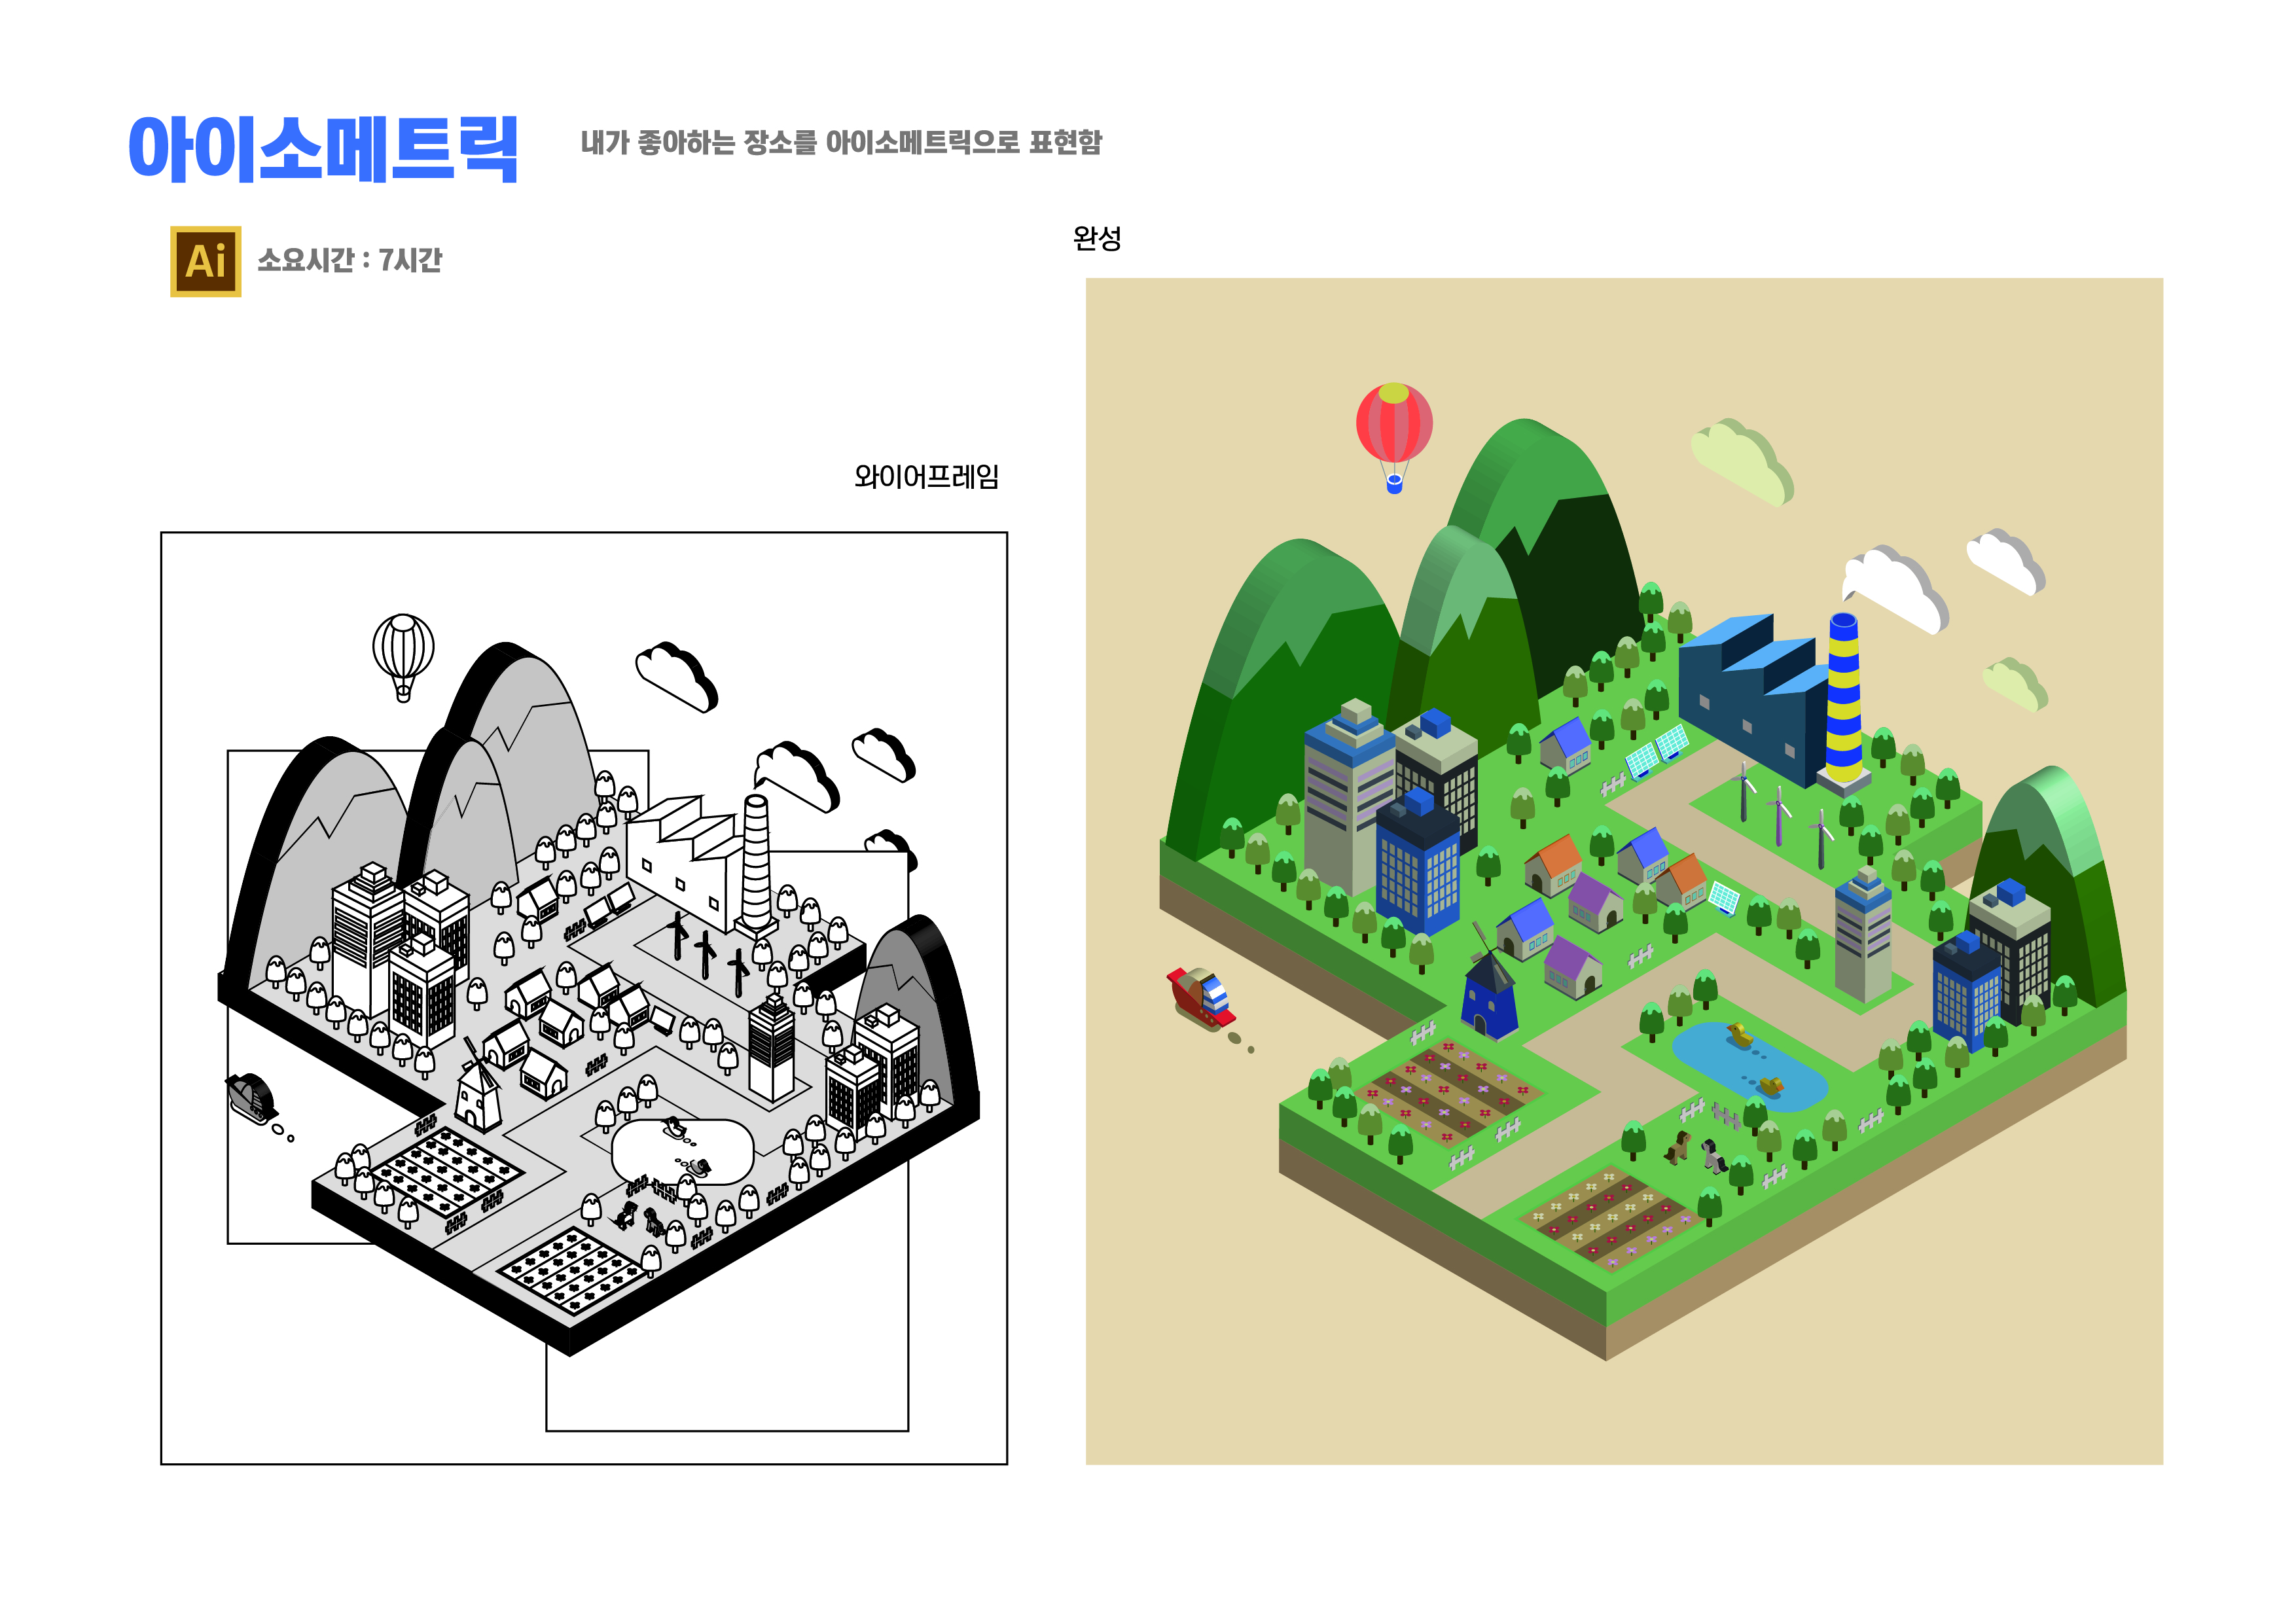 아이소메트릭
내가 좋아하는 장소를 아이소메트릭으로 표현함
Ai
소요시간 : 7시간
완성
와이어프레임